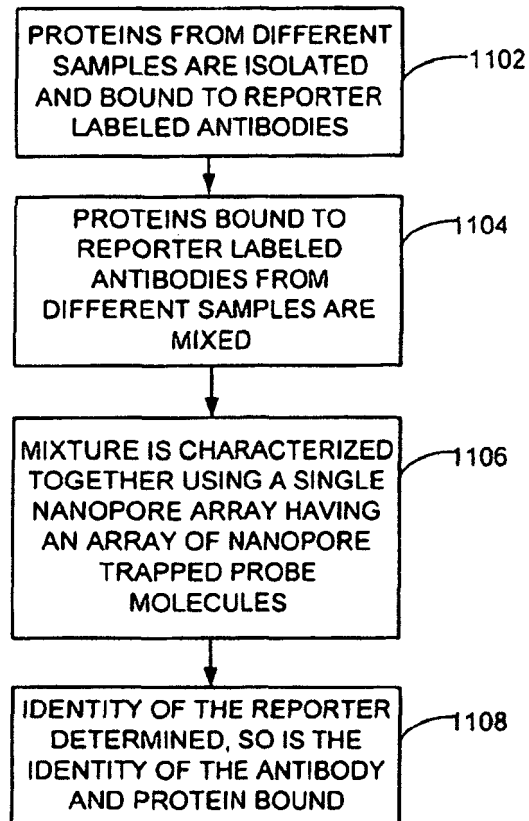 PROTEINS FROM DIFFERENT
SAMPLES ARE ISOLATED
AND BOUND TO REPORTER
LABELED ANTIBODIES
1102
PROTEINS BOUND TO
REPORTER LABELED
ANTIBODIES FROM
DIFFERENT SAMPLES ARE
MIXED
1104
MIXTURE IS CHARACTERIZED
TOGETHER USING A SINGLE
NANOPORE ARRAY HAVING
AN ARRAY OF NANOPORE
TRAPPED PROBE
MOLECULES
1106
IDENTITY OF THE REPORTER
DETERMINED, SO IS THE
IDENTITY OF THE ANTIBODY
AND PROTEIN BOUND
1108